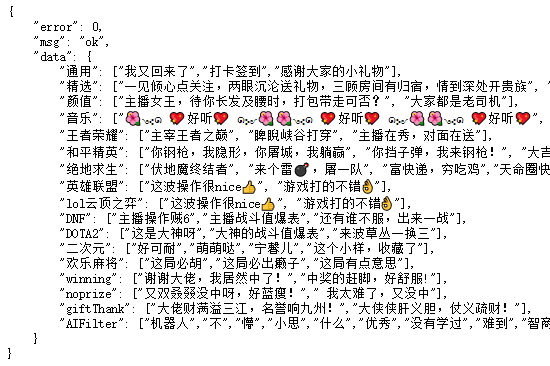 {
"error": 0,
"msg": "ok",
"data": {
"通用": ["我又回来了","打卡签到","感谢大家的小礼物"],
"精选": ["一见倾心点关注，两眼沉沦送礼物，三顾房间有归宿，情到深处开贵族", "
"颜值": ["主播女王，待你长发及腰时，打包带走可否？", "大家都是老司机"],
"音乐": ["🌺ڿڰۣ🌺💖好听💖 ೄ೨🌺ڿڰۣ🌺 💖好听💖 ೄ೨🌺ڿڰۣ🌺 💖好听💖",
"王者荣耀": ["主宰王者之巅", "睥睨峡谷打穿", "主播在秀，对面在送"],
"和平精英": ["你钢枪，我隐形，你屠城，我躺赢", "你挡子弹，我来钢枪！", "大吉
"绝地求生": ["伏地魔终结者", "来个雷💣，屠一队", "富快递，穷吃鸡","天命圈快
"英雄联盟": ["这波操作很nice👍", "游戏打的不错👌"],
"lol云顶之弈": ["这波操作很nice👍", "游戏打的不错👌"],
"DNF": ["主播操作贼6","主播战斗值爆表","还有谁不服，出来一战"],
"DOTA2": ["这是大神呀","大神的战斗值爆表","来波草丛一换三"],
"二次元": ["好可耐","萌萌哒","宁馨儿","这个小样，收藏了"],
"欢乐麻将": ["这局必胡","这局必出癞子","这局有点意思"],
"winning": ["谢谢大佬，我居然中了！","中奖的赶脚，好舒服!"],
"noprize": ["又双叒叕没中呀，好蓝瘦！"," 我太难了，又没中"],
"giftThank": ["大佬财满溢三江，名誉响九州！","大侠侠肝义胆，仗义疏财！"],
"AIFilter": ["机器人","不","懂","小思","什么","优秀","没有学过","难到","智商
}
}